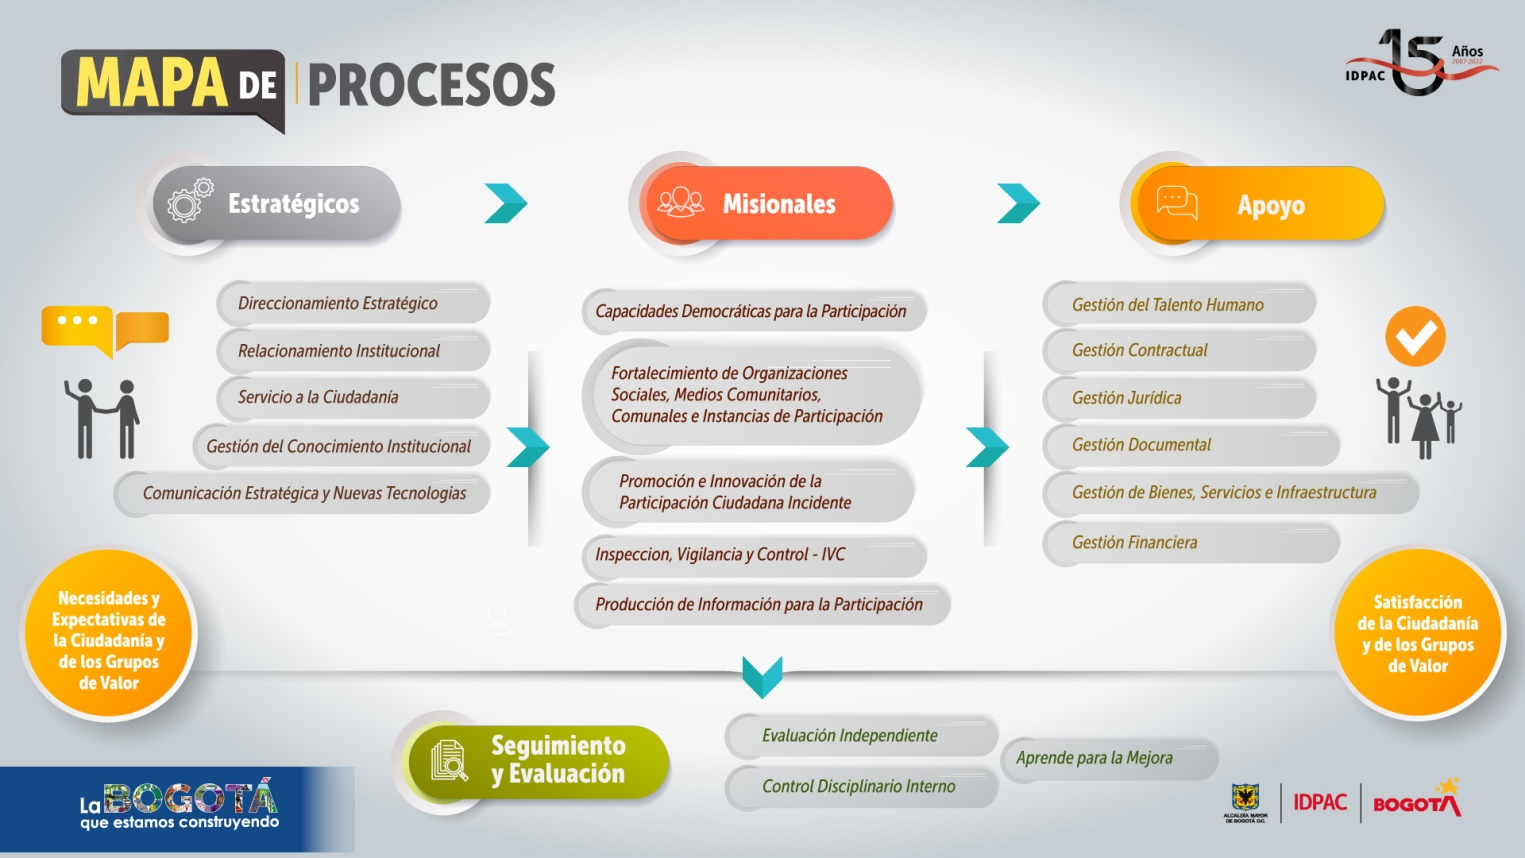 MAPA DE PROCESOS
15 Años
2007-2022
IDPAC
Estratégicos
Misionales
Apoyo
Direccionamiento Estratégico
Relacionamiento Institucional
Servicio a la Ciudadanía
Gestión del Conocimiento Institucional
Comunicación Estratégica y Nuevas Tecnologias
Capacidades Democráticas para la Participación
Fortalecimiento de Organizaciones
Sociales, Medios Comunitarios,
Comunales e Instancias de Participación
Promoción e Innovación de la
Participación Ciudadana Incidente
Inspeccion, Vigilancia y Control - IVC
Producción de Información para la Participación
Gestión del Talento Humano
Gestión Contractual
Gestión Jurídica
Gestión Documental
Gestión de Bienes, Servicios e Infraestructura
Gestión Financiera
Necesidades y
Expectativas de
la Ciudadanía y
de los Grupos
de Valor
Satisfacción
de la Ciudadanía
y de los Grupos
de Valor
Seguimiento
y Evaluación
Evaluación Independiente
Control Disciplinario Interno
Aprende para la Mejora
La BOGOTÁ
que estamos construyendo
ALCALDÍA MAYOR
DE BOGOTÁ D.C.
IDPAC
BOGOTÁ